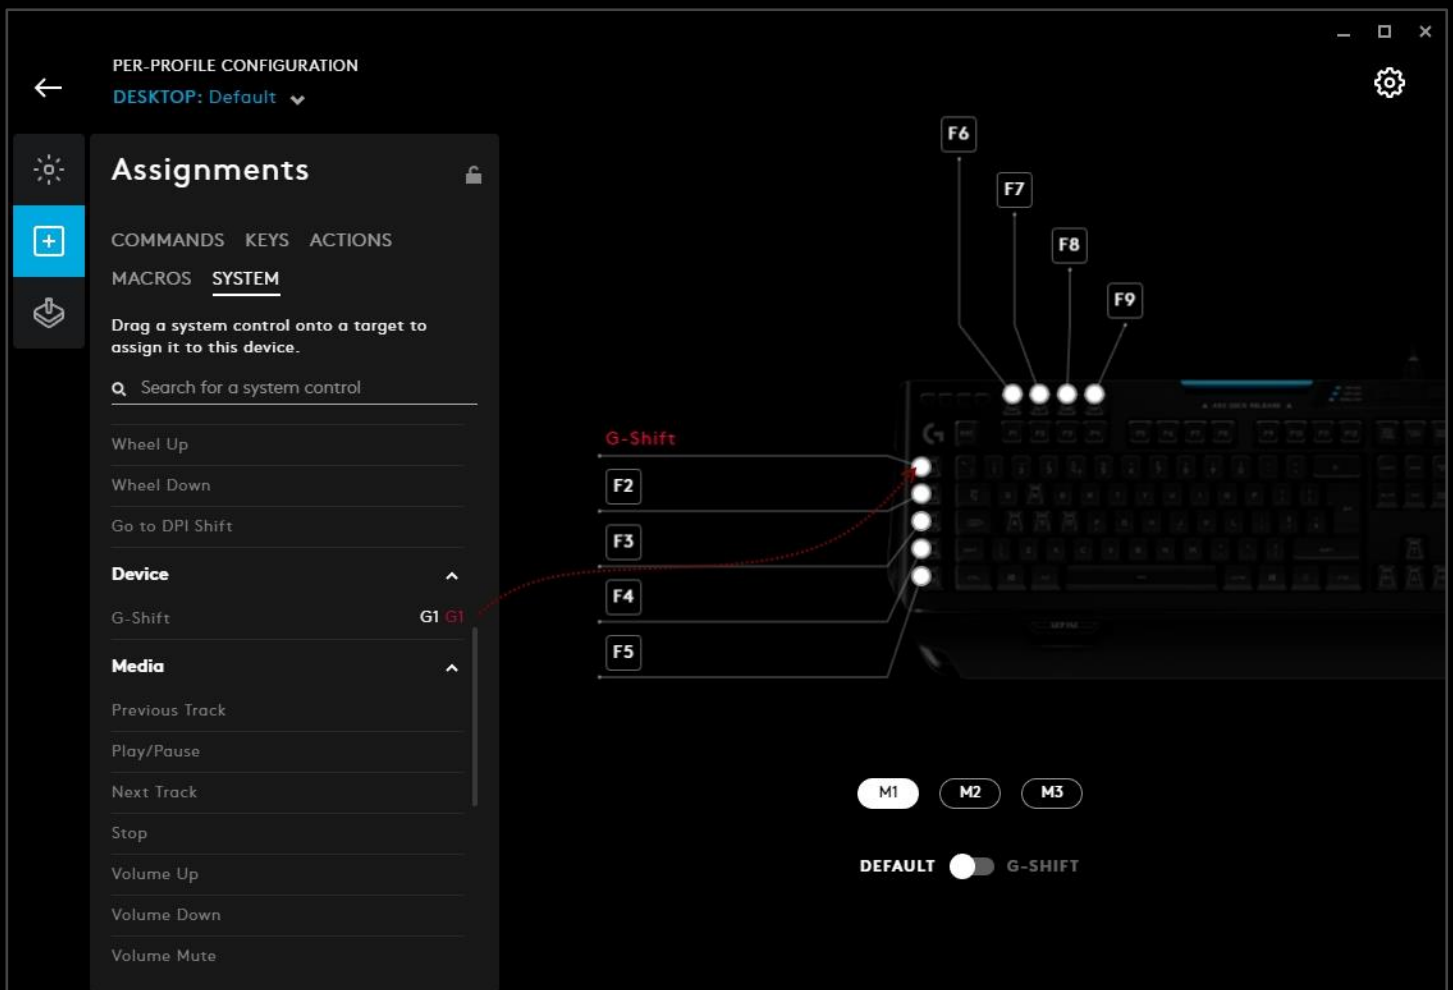 PER-PROFILE CONFIGURATION
DESKTOP: Default
Assignments
COMMANDS KEYS ACTIONS
MACROS SYSTEM
Drag a system control onto a target to
assign it to this device.
Search for a system control
Wheel Up
Wheel Down
Go to DPI Shift
Device
G-Shift G1 G1
Media
Previous Track
Play/Pause
Next Track
Stop
Volume Up
Volume Down
Volume Mute
F6
F7
F8
F9
G-Shift
F2
F3
F4
F5
M1 M2 M3
DEFAULT G-SHIFT